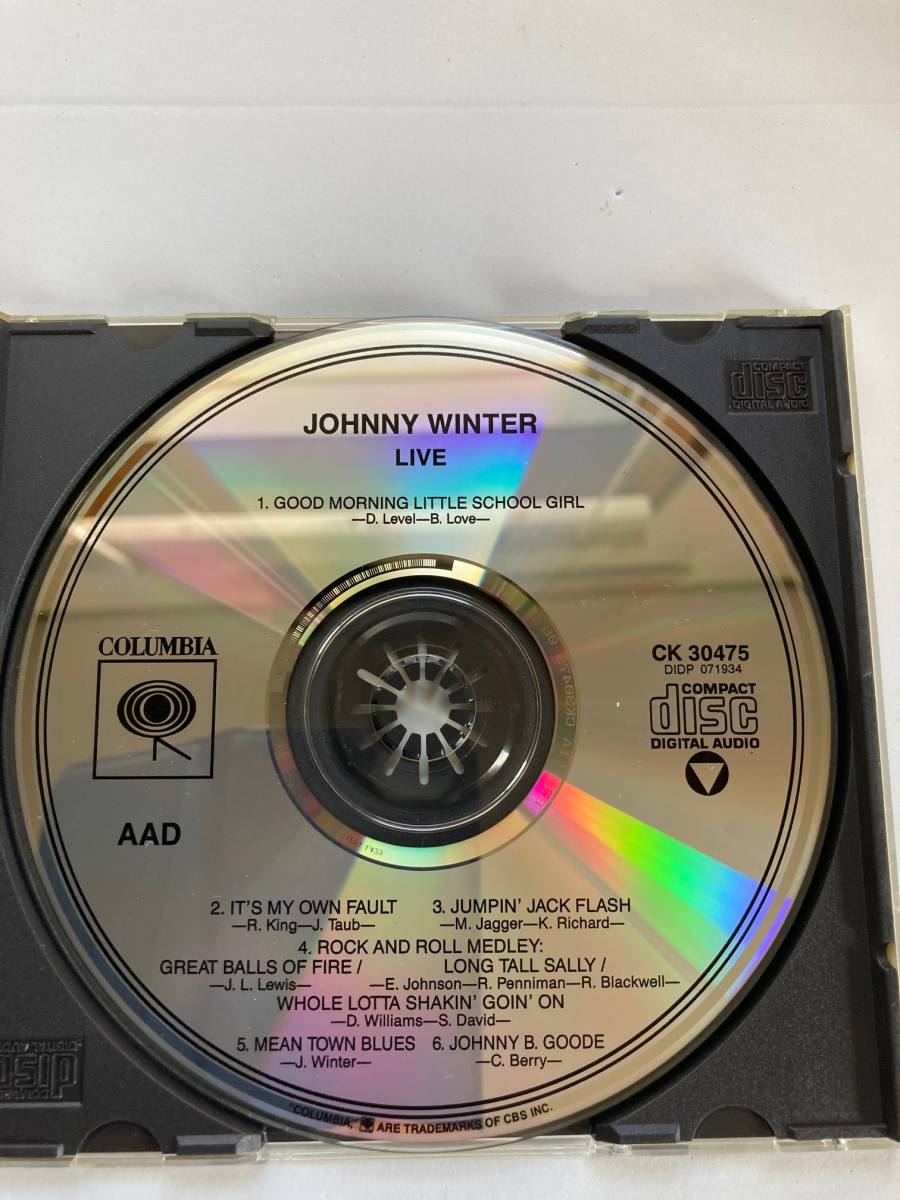 COMPACT
disc
DIGITAL AUDIO
JOHNNY WINTER
LIVE
1. GOOD MORNING LITTLE SCHOOL GIRL
—D. Level—B. Love—
COLUMBIA
AAD
CK 30475
DIDP 071934
COMPACT
disc
DIGITAL AUDIO
2. IT'S MY OWN FAULT 3. JUMPIN' JACK FLASH
—R. King—J. Taub— —M. Jagger—K. Richard—
4. ROCK AND ROLL MEDLEY:
GREAT BALLS OF FIRE / LONG TALL SALLY /
—J. L. Lewis— —E. Johnson—R. Penniman—R. Blackwell—
WHOLE LOTTA SHAKIN' GOIN' ON
—D. Williams—S. David—
5. MEAN TOWN BLUES 6. JOHNNY B. GOODE
—J. Winter— —C. Berry—
"COLUMBIA," ARE TRADEMARKS OF CBS INC.
disc